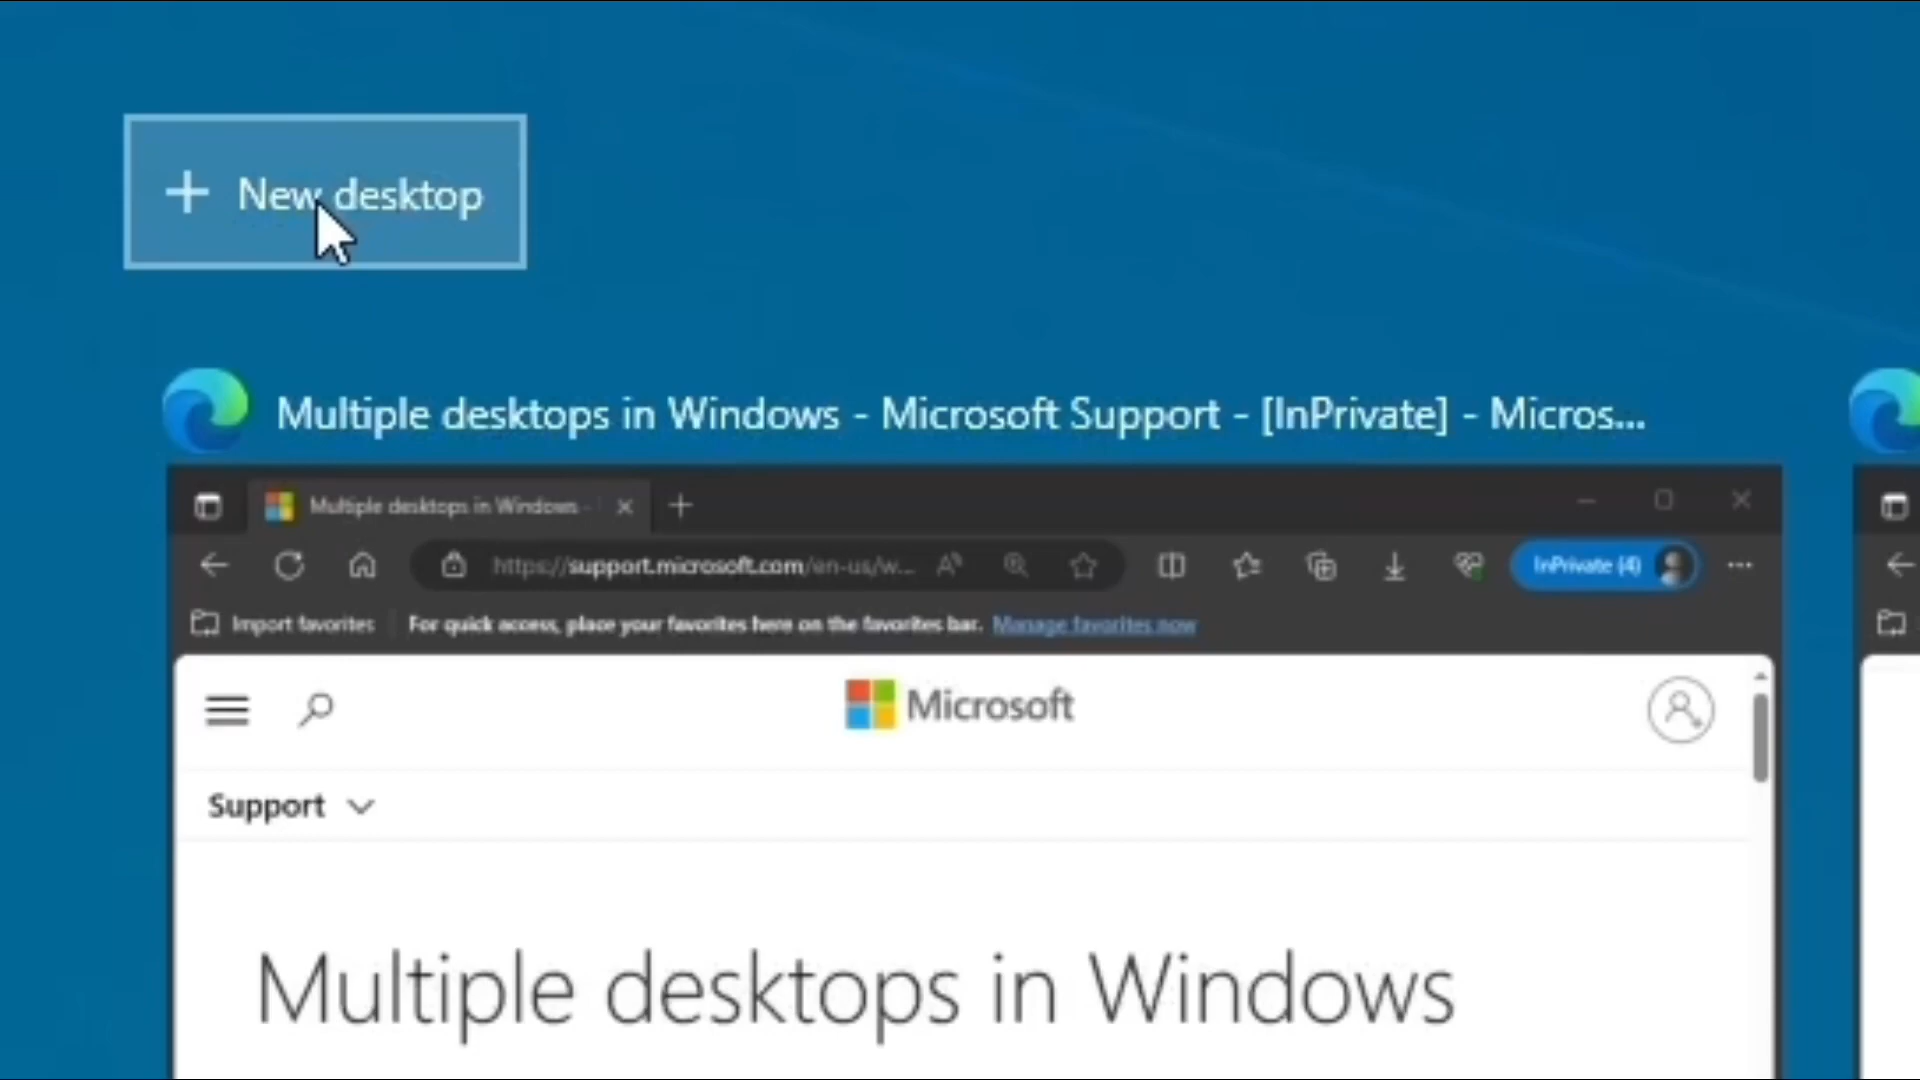 New desktop
Multiple desktops in Windows - Microsoft Support - [InPrivate] - Micros...
Multiple desktops in Windows -
https://support.microsoft.com/en-us/w...
InPrivate (4)
Import favorites
For quick access, place your favorites here on the favorites bar. Manage favorites now
Microsoft
Support
Multiple desktops in Windows